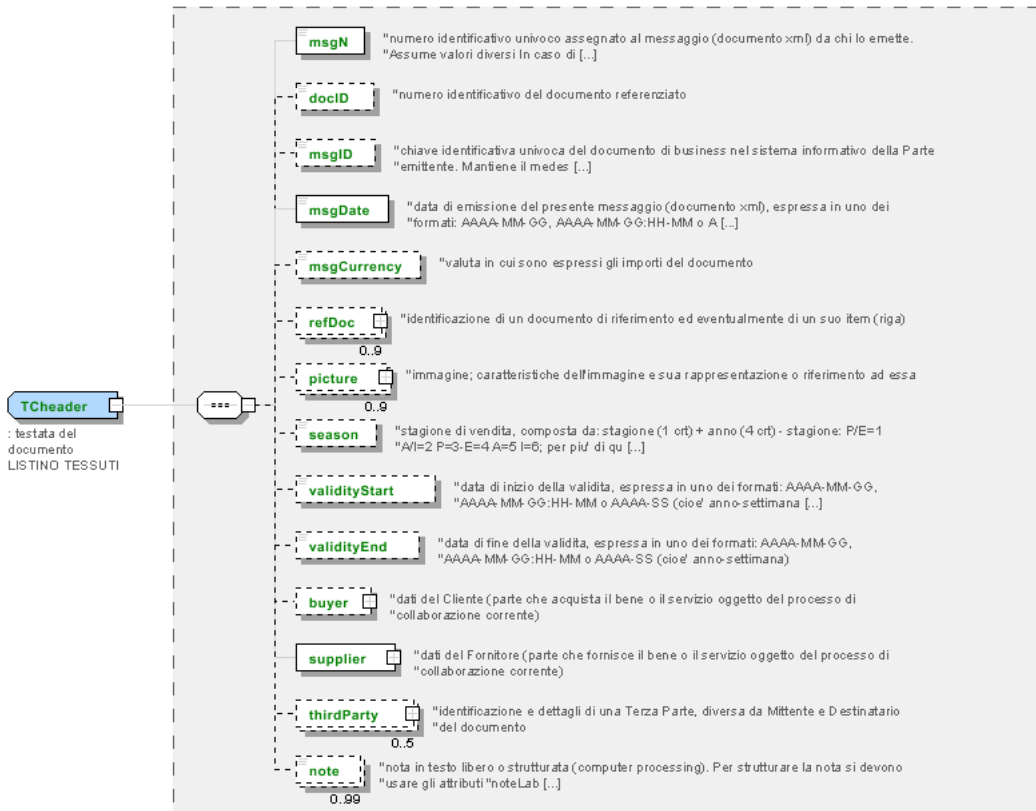 msgN
"numero identificativo univoco assegnato al messaggio (documento xml) da chi lo emette.
"Assume valori diversi In caso di [...]
docID
"numero identificativo del documento referenziato
msgID
"chiave identificativa univoca del documento di business nel sistema informativo della Parte
"emittente. Mantiene il medes [...]
msgDate
"data di emissione del presente messaggio (documento xml), espressa in uno dei
"formati: AAAA-MM-GG, AAAA-MM-GG:HH-MM o A [...]
msgCurrency
"valuta in cui sono espressi gli importi del documento
refDoc
"identificazione di un documento di riferimento ed eventualmente di un suo item (riga)
0..9
picture
"immagine; caratteristiche dell'immagine e sua rappresentazione o riferimento ad essa
0..9
TCheader
: testata del
documento
LISTINO TESSUTI
season
"stagione di vendita, composta da: stagione (1 crt) + anno (4 crt) - stagione: P/E=1
"A/I=2 P=3-E=4 A=5 I=6; per piu' di qu [...]
validityStart
"data di inizio della validita, espressa in uno dei formati: AAAA-MM-GG,
"AAAA-MM-GG:HH-MM o AAAA-SS (cioe' anno-settimana [...]
validityEnd
"data di fine della validita, espressa in uno dei formati: AAAA-MM-GG,
"AAAA-MM-GG:HH-MM o AAAA-SS (cioe' anno-settimana)
buyer
"dati del Cliente (parte che acquista il bene o il servizio oggetto del processo di
"collaborazione corrente)
supplier
"dati del Fornitore (parte che fornisce il bene o il servizio oggetto del processo di
"collaborazione corrente)
thirdParty
"identificazione e dettagli di una Terza Parte, diversa da Mittente e Destinatario
"del documento
0..5
note
"nota in testo libero o strutturata (computer processing). Per strutturare la nota si devono
"usare gli attributi "noteLab [...]
0..99